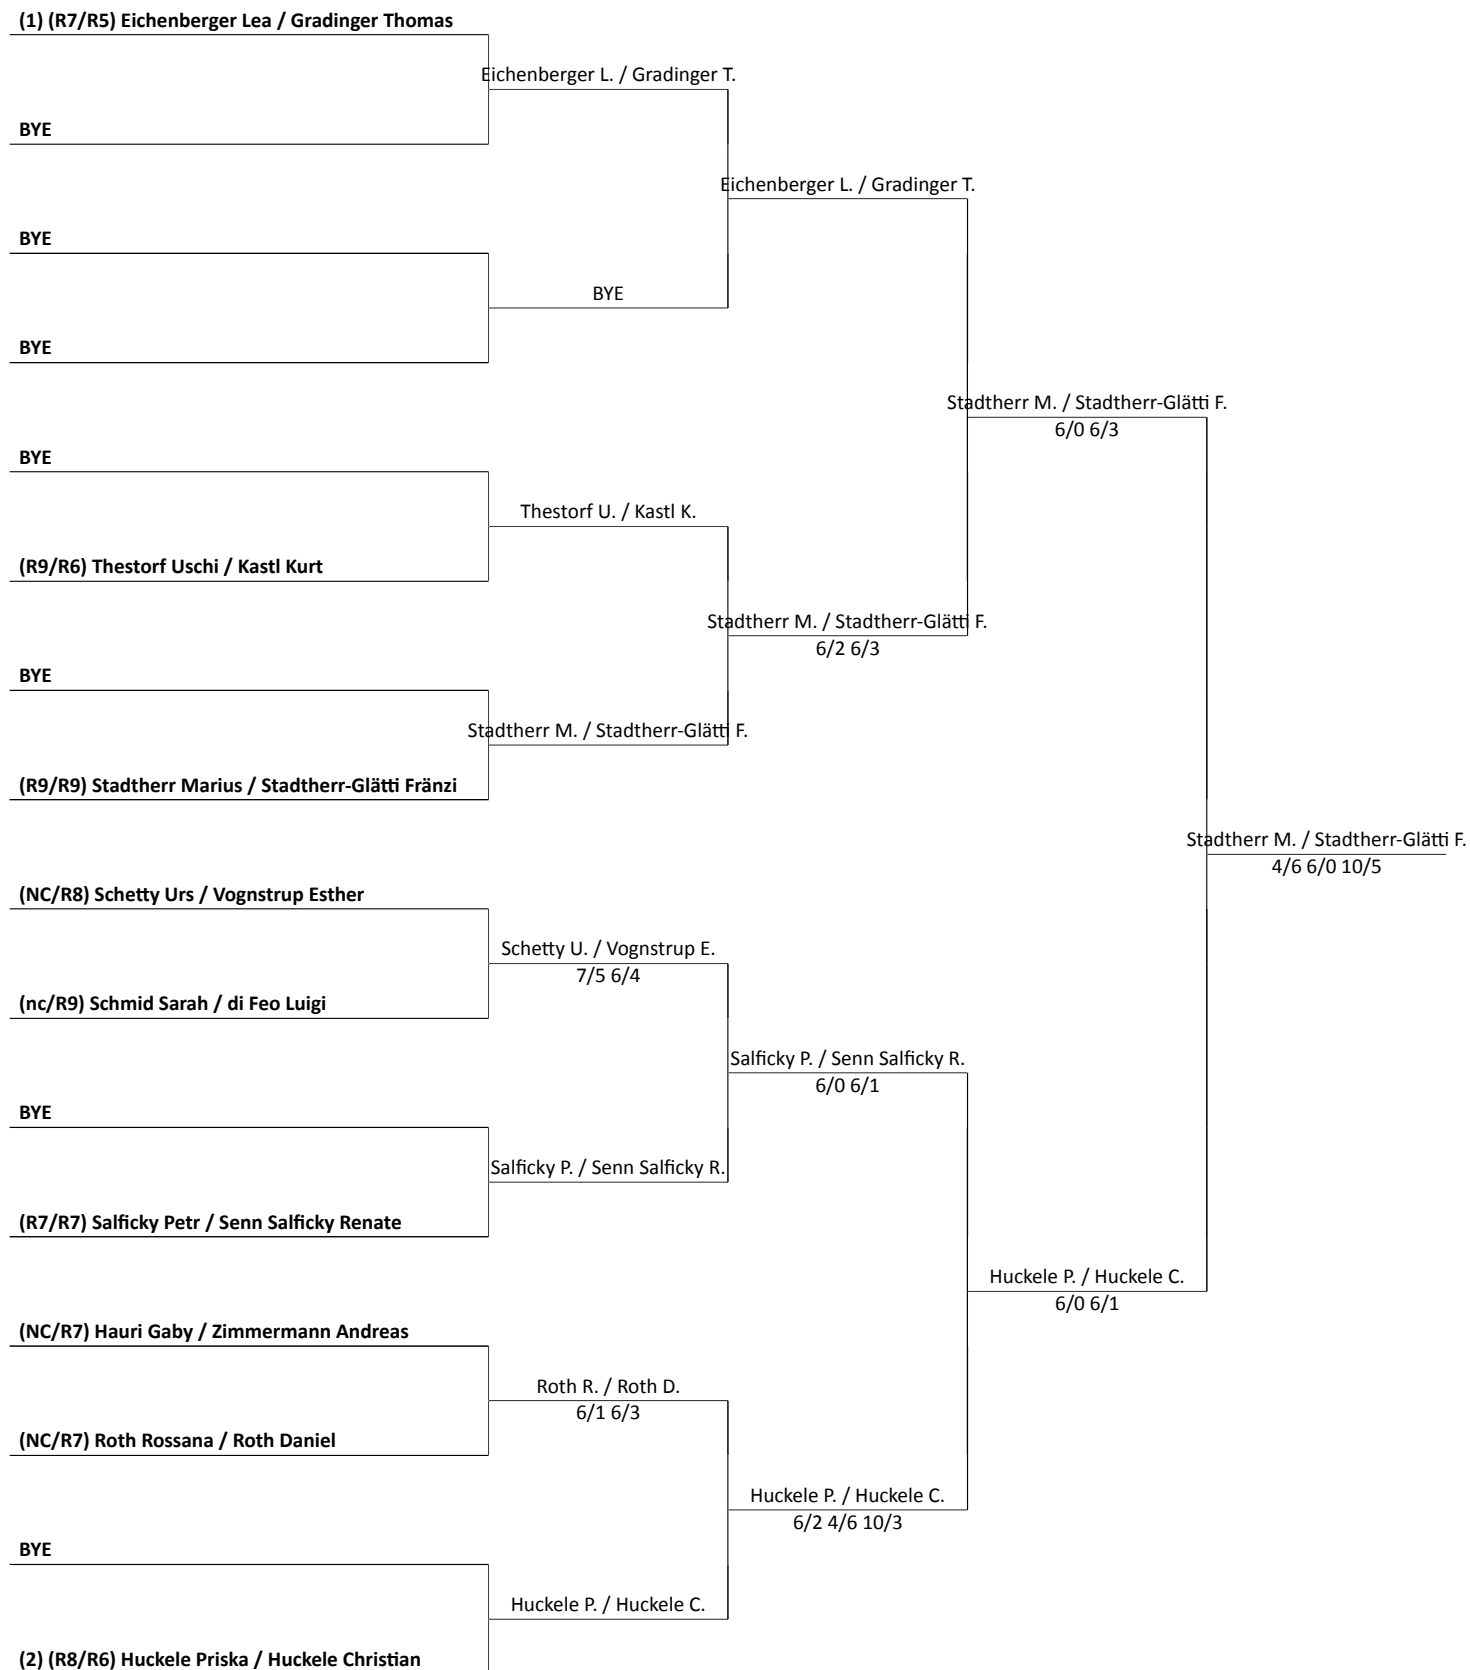 (1) (R7/R5) Eichenberger Lea / Gradinger Thomas
Eichenberger L. / Gradinger T.
BYE
Eichenberger L. / Gradinger T.
BYE
BYE
BYE
Stadtherr M. / Stadtherr-Glätti F.
6/0 6/3
BYE
Thestorf U. / Kastl K.
(R9/R6) Thestorf Uschi / Kastl Kurt
Stadtherr M. / Stadtherr-Glätti F.
6/2 6/3
BYE
Stadtherr M. / Stadtherr-Glätti F.
(R9/R9) Stadtherr Marius / Stadtherr-Glätti Fränzi
Stadtherr M. / Stadtherr-Glätti F.
4/6 6/0 10/5
(NC/R8) Schetty Urs / Vognstrup Esther
Schetty U. / Vognstrup E.
7/5 6/4
(nc/R9) Schmid Sarah / di Feo Luigi
Salficky P. / Senn Salficky R.
6/0 6/1
BYE
Salficky P. / Senn Salficky R.
(R7/R7) Salficky Petr / Senn Salficky Renate
Huckele P. / Huckele C.
6/0 6/1
(NC/R7) Hauri Gaby / Zimmermann Andreas
Roth R. / Roth D.
6/1 6/3
(NC/R7) Roth Rossana / Roth Daniel
Huckele P. / Huckele C.
6/2 4/6 10/3
BYE
Huckele P. / Huckele C.
(2) (R8/R6) Huckele Priska / Huckele Christian